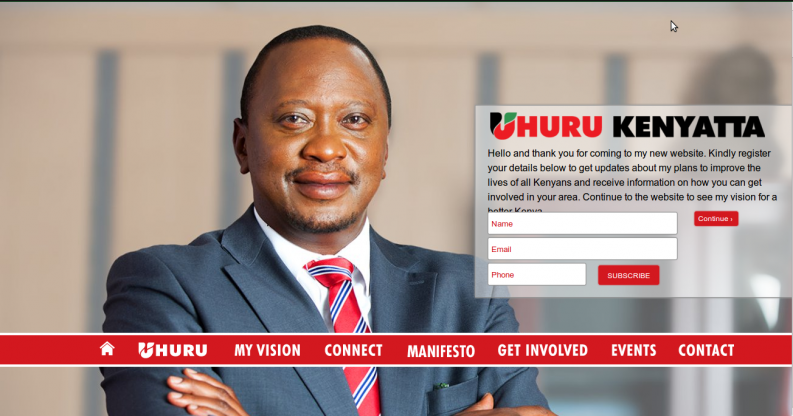 UHURU KENYATTA
Hello and thank you for coming to my new website. Kindly register
your details below to get updates about my plans to improve the
lives of all Kenyans and receive information on how you can get
involved in your area. Continue to the website to see my vision for a
better Kenya
Name
Continue ›
Email
Phone
SUBSCRIBE
UHURU MY VISION CONNECT MANIFESTO GET INVOLVED EVENTS CONTACT